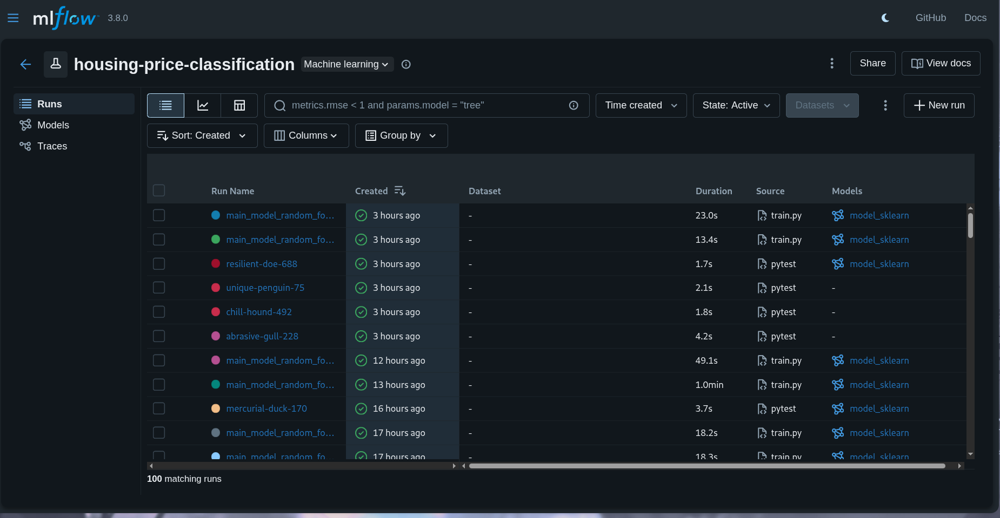 mlflow 3.8.0 GitHub Docs
housing-price-classification Machine learning Share View docs
Runs
Models
Traces
metrics.rmse < 1 and params.model = "tree" Time created State: Active Datasets New run
Sort: Created Columns Group by
Run Name Created Dataset Duration Source Models
main_model_random_fo... 3 hours ago - 23.0s train.py model_sklearn
main_model_random_fo... 3 hours ago - 13.4s train.py model_sklearn
resilient-doe-688 3 hours ago - 1.7s pytest model_sklearn
unique-penguin-75 3 hours ago - 2.1s pytest -
chill-hound-492 3 hours ago - 1.8s pytest -
abrasive-gull-228 3 hours ago - 4.2s pytest -
main_model_random_fo... 12 hours ago - 49.1s train.py model_sklearn
main_model_random_fo... 13 hours ago - 1.0min train.py model_sklearn
mercurial-duck-170 16 hours ago - 3.7s pytest model_sklearn
main_model_random_fo... 17 hours ago - 18.2s train.py model_sklearn
main_model_random_fo... 17 hours ago - 18.3s train.py model_sklearn
100 matching runs